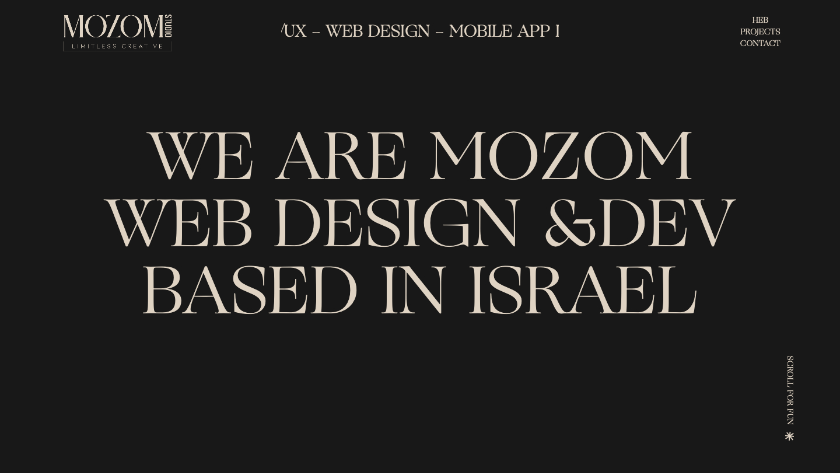 MOZOM STUDIO
LIMITLESS CREATIVE
UX – WEB DESIGN – MOBILE APP
HEB
PROJECTS
CONTACT
WE ARE MOZOM
WEB DESIGN &DEV
BASED IN ISRAEL
SCROLL FOR FUN